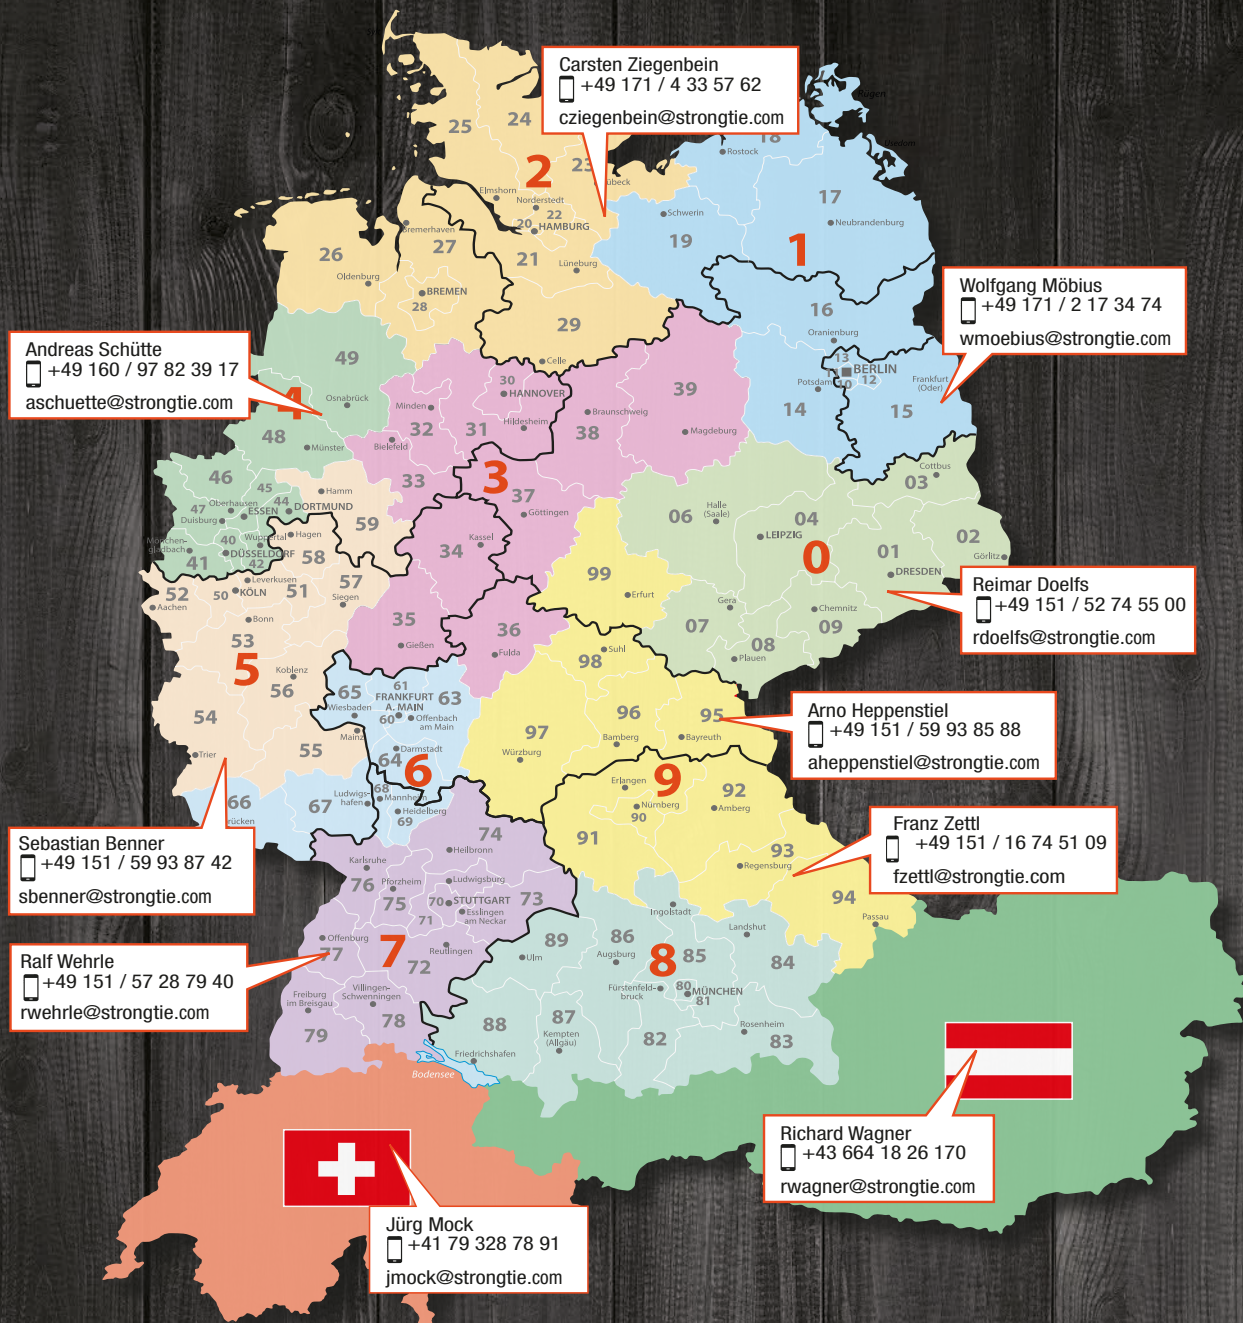 Carsten Ziegenbein
+49 171 / 4 33 57 62
cziegenbein@strongtie.com
Rügen
Usedom
18
Rostock
24
25
23
2
Elmshorn
Norderstedt
22
20
HAMBURG
Schwerin
17
Neubrandenburg
19
1
Bremerhaven
27
26
Oldenburg
21
Lüneburg
BREMEN
28
29
Celle
16
Oranienburg
Wolfgang Möbius
+49 171 / 2 17 34 74
wmoebius@strongtie.com
13
BERLIN
11
10
12
Potsdam
Frankfurt
(Oder)
14
15
Andreas Schütte
+49 160 / 97 82 39 17
aschuette@strongtie.com
49
4
Osnabrück
48
Münster
30
HANNOVER
Minden
32
31
Hildesheim
Bielefeld
33
Braunschweig
38
39
Magdeburg
3
37
Göttingen
46
45
44
Hamm
DORTMUND
Oberhausen
47
ESSEN
Duisburg
59
Mönchen-
gladbach
40
Wuppertal
Hagen
DÜSSELDORF
41
42
58
34
Kassel
Cottbus
03
Halle
(Saale)
06
04
LEIPZIG
0
02
Görlitz
01
DRESDEN
Reimar Doelfs
+49 151 / 52 74 55 00
rdoelfs@strongtie.com
Gera
Chemnitz
07
09
08
Plauen
99
Erfurt
52
Aachen
Leverkusen
50
KÖLN
51
57
Siegen
Bonn
53
5
Koblenz
56
54
55
Trier
35
Gießen
36
Fulda
98
Suhl
65
61
FRANKFURT
A. MAIN
63
Wiesbaden
60
Offenbach
am Main
Mainz
Darmstadt
64
6
97
96
95
Würzburg
Bamberg
Bayreuth
Arno Heppenstiel
+49 151 / 59 93 85 88
aheppenstiel@strongtie.com
66
67
Ludwigs-
hafen
68
Mannheim
Heidelberg
69
Erlangen
9
92
Nürnberg
90
Amberg
91
93
Regensburg
Franz Zettl
+49 151 / 16 74 51 09
fzettl@strongtie.com
94
Passau
Sebastian Benner
+49 151 / 59 93 87 42
sbenner@strongtie.com
74
Heilbronn
Karlsruhe
76
Pforzheim
Ludwigsburg
75
70
STUTTGART
73
71
Esslingen
am Neckar
Offenburg
77
7
Reutlingen
72
Ralf Wehrle
+49 151 / 57 28 79 40
rwehrle@strongtie.com
Villingen-
Schwenningen
Freiburg
im Breisgau
79
78
Ingolstadt
Landshut
89
86
Ulm
Augsburg
8
85
84
Fürstenfeld-
bruck
80
MÜNCHEN
81
88
87
Kempten
(Allgäu)
82
Rosenheim
83
Friedrichshafen
Bodensee
Richard Wagner
+43 664 18 26 170
rwagner@strongtie.com
Jürg Mock
+41 79 328 78 91
jmock@strongtie.com